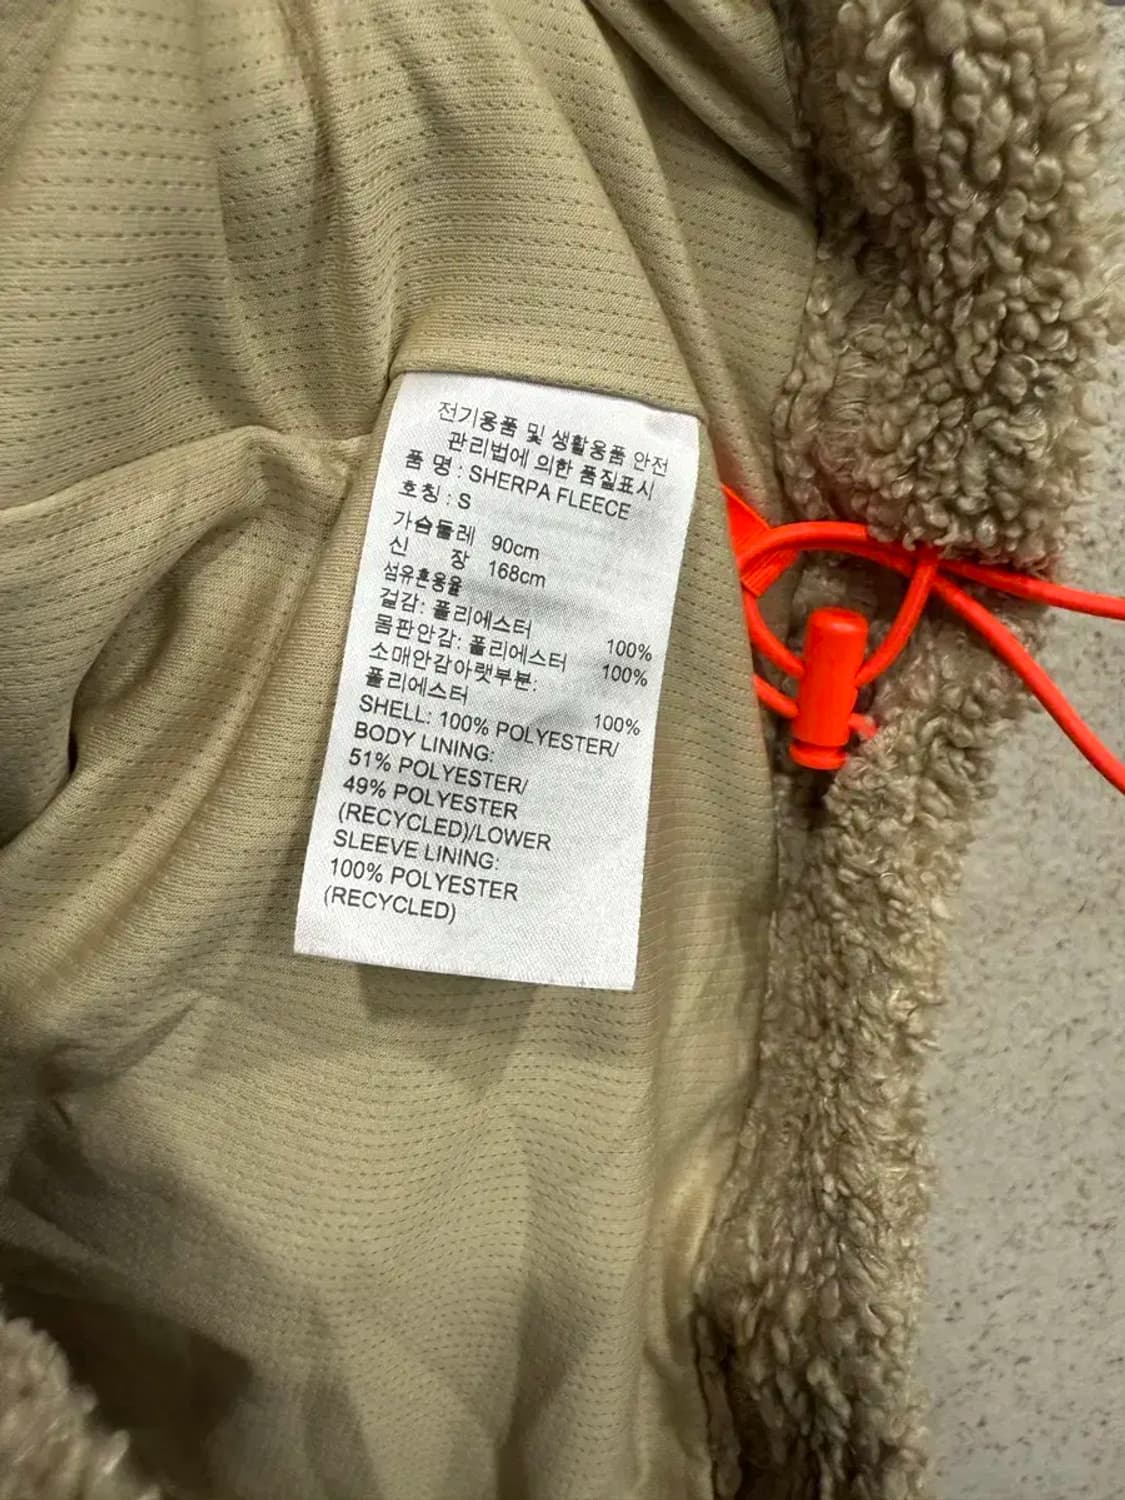 전기용품 및 생활용품 안전
관리법에 의한 품질표시
품 명 : SHERPA FLEECE
호칭 : S
가슴둘레 90cm
신 장 168cm
섬유혼용율
겉감: 폴리에스터 100%
몸판안감: 폴리에스터 100%
소매안감아랫부분:
폴리에스터 100%
SHELL: 100% POLYESTER/
BODY LINING:
51% POLYESTER/
49% POLYESTER
(RECYCLED)/LOWER
SLEEVE LINING:
100% POLYESTER
(RECYCLED)